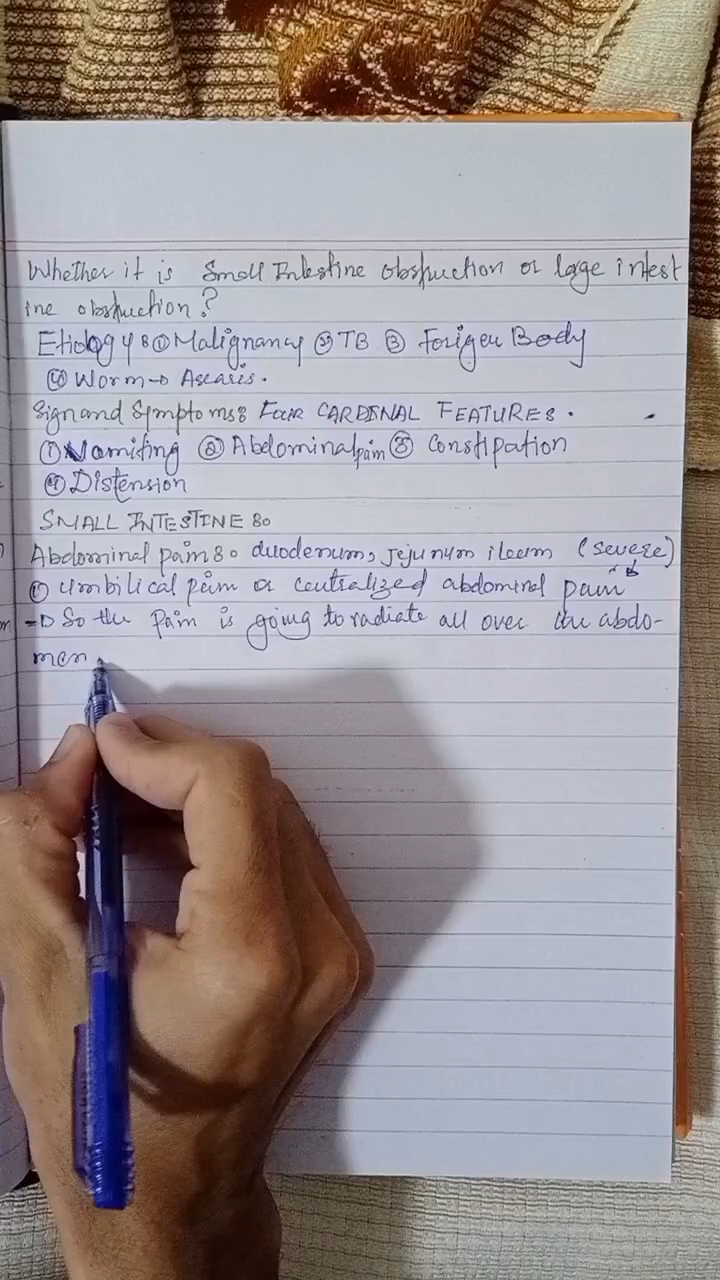 Whether it is Small Intestine obstruction or large intest
ine obstruction?
Etiology: ① Malignancy ② TB ③ Forigen Body
④ Worm → Ascaris.
Sign and Symptoms: FOUR CARDINAL FEATURES.
① Vomiting ② Abdominal pain ③ Constipation
④ Distension
SMALL INTESTINE:
Abdominal pain: duodenum, jejunum ileum (severe)
① umbilical pain or centralized abdominal pain
→ So the pain is going to radiate all over the abdo-
men